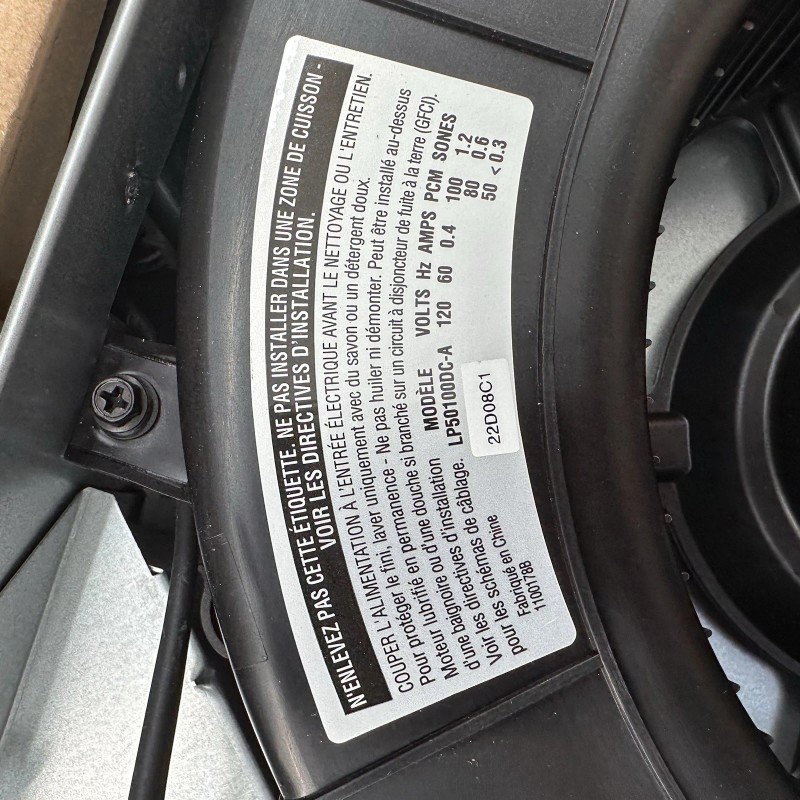 N'ENLEVEZ PAS CETTE ÉTIQUETTE. NE PAS INSTALLER DANS UNE ZONE DE CUISSON -
VOIR LES DIRECTIVES D'INSTALLATION.
COUPER L'ALIMENTATION À L'ENTRÉE ÉLECTRIQUE AVANT LE NETTOYAGE OU L'ENTRETIEN.
Pour protéger le fini, laver uniquement avec du savon ou un détergent doux.
Moteur lubrifié en permanence - Ne pas huiler ni démonter. Peut être installé au-dessus
d'une baignoire ou d'une douche si branché sur un circuit à disjoncteur de fuite à la terre (GFCI).
Voir les directives d'installation
pour les schémas de câblage.
MODÈLE VOLTS Hz AMPS PCM SONES
LP50100DC-A 120 60 0.4 100 1.2
80 0.6
50 <0.3
Fabriqué en Chine
1100178B
22D08C1